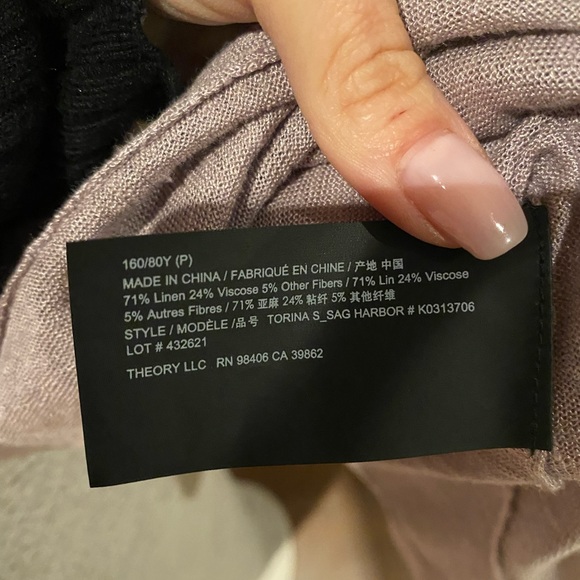 160/80Y (P)
MADE IN CHINA / FABRIQUÉ EN CHINE / 产地 中国
71% Linen 24% Viscose 5% Other Fibers / 71% Lin 24% Viscose
5% Autres Fibres / 71% 亚麻 24% 粘纤 5% 其他纤维
STYLE / MODÈLE /品号 TORINA S_SAG HARBOR # K0313706
LOT # 432621
THEORY LLC RN 98406 CA 39862